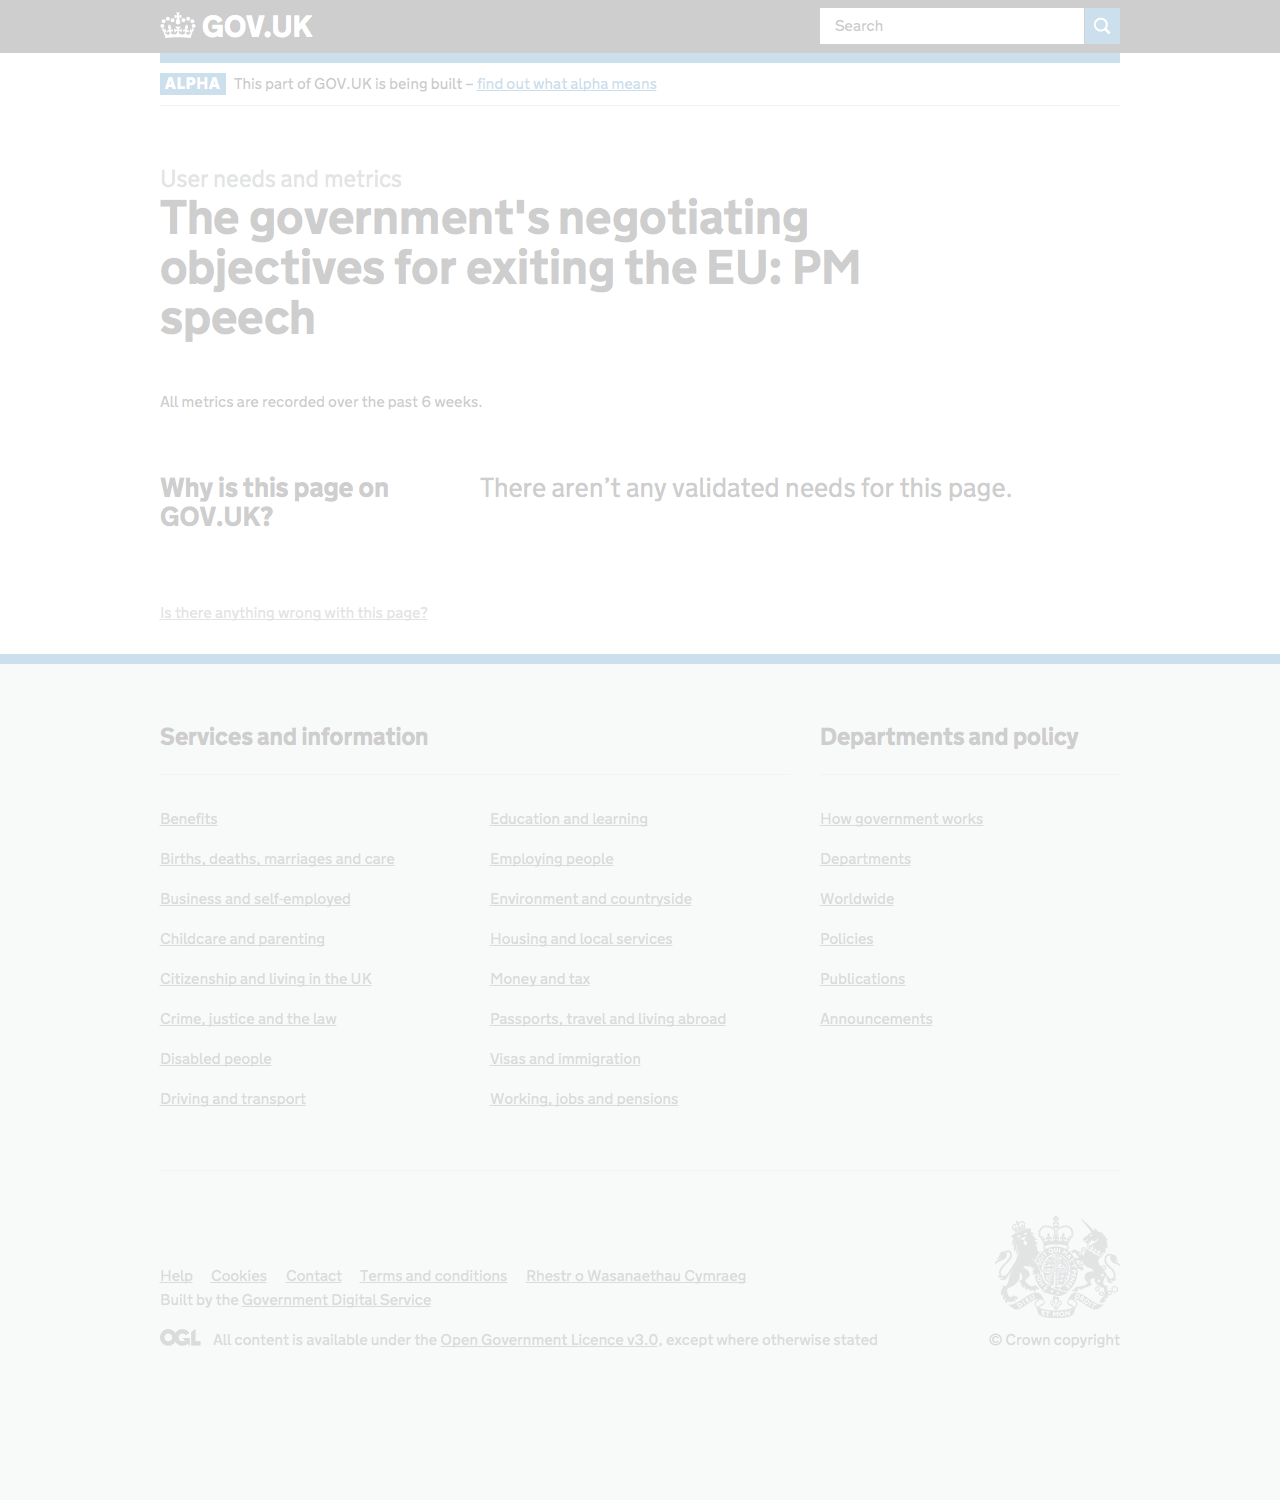 GOV.UK
Search
ALPHA This part of GOV.UK is being built – find out what alpha means
User needs and metrics
The government's negotiating
objectives for exiting the EU: PM
speech
All metrics are recorded over the past 6 weeks.
Why is this page on
GOV.UK?
There aren’t any validated needs for this page.
Is there anything wrong with this page?
Services and information
Benefits
Births, deaths, marriages and care
Business and self-employed
Childcare and parenting
Citizenship and living in the UK
Crime, justice and the law
Disabled people
Driving and transport
Education and learning
Employing people
Environment and countryside
Housing and local services
Money and tax
Passports, travel and living abroad
Visas and immigration
Working, jobs and pensions
Departments and policy
How government works
Departments
Worldwide
Policies
Publications
Announcements
Help Cookies Contact Terms and conditions Rhestr o Wasanaethau Cymraeg
Built by the Government Digital Service
OGL All content is available under the Open Government Licence v3.0, except where otherwise stated
© Crown copyright